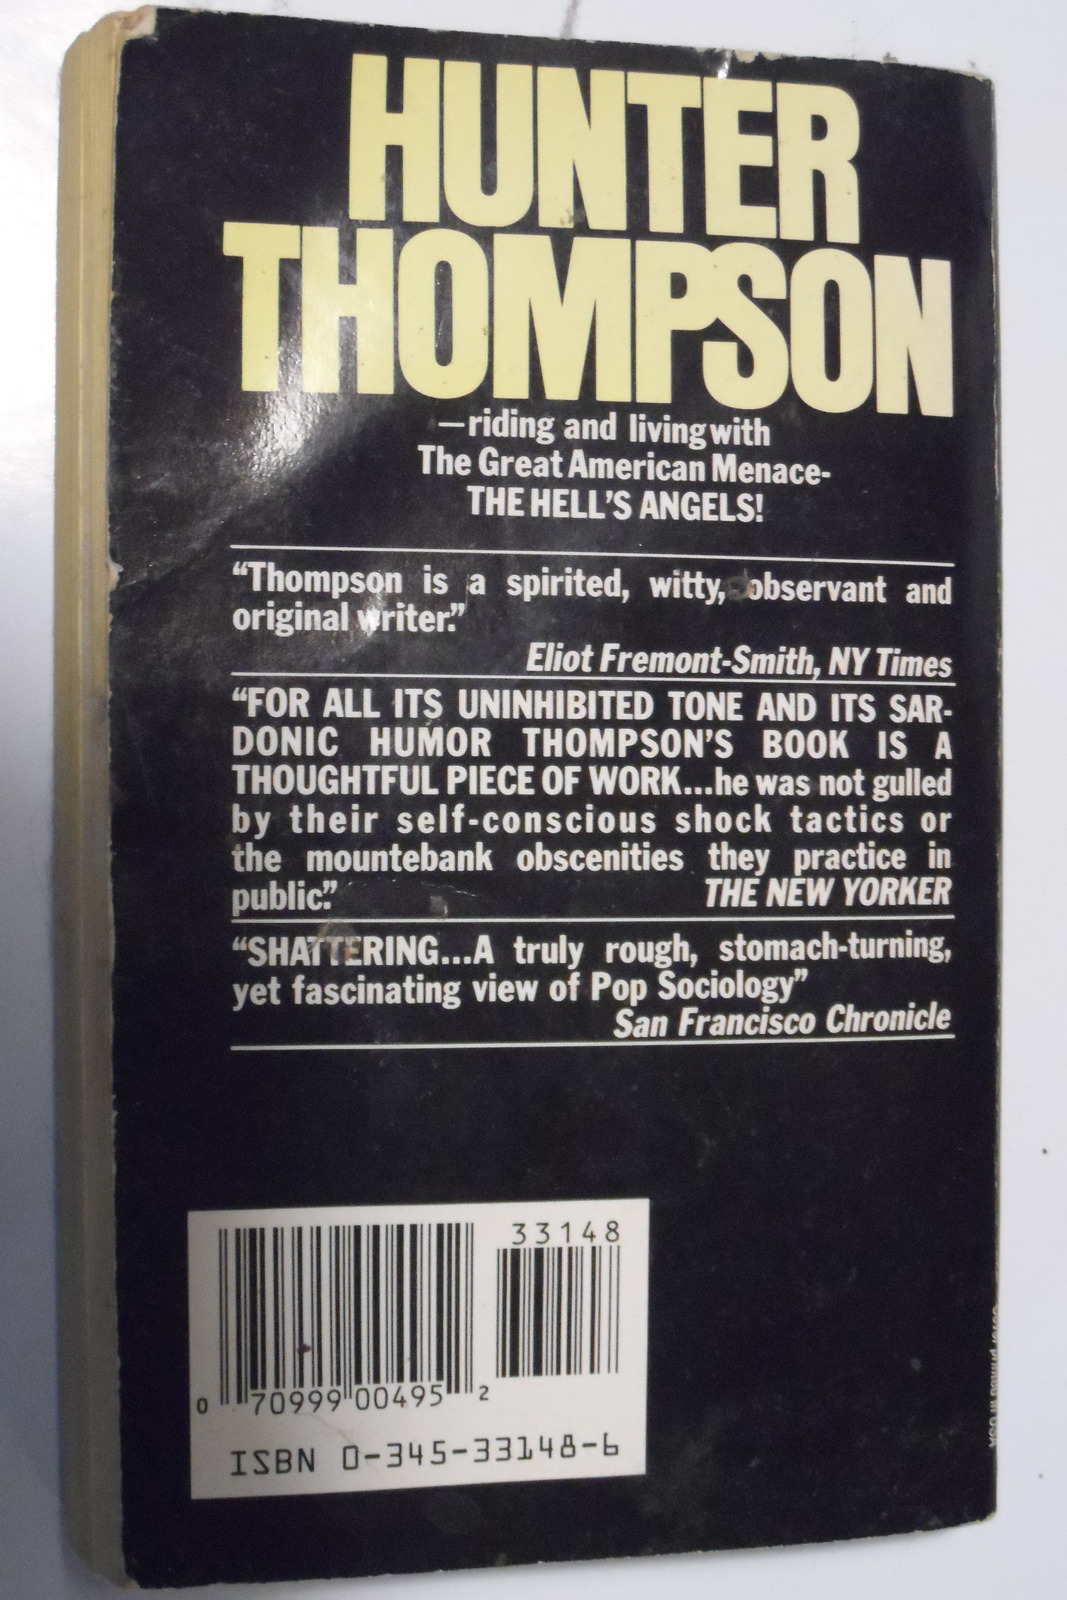 HUNTER
THOMPSON
—riding and living with
The Great American Menace-
THE HELL'S ANGELS!
“Thompson is a spirited, witty, observant and
original writer.”
Eliot Fremont-Smith, NY Times
“FOR ALL ITS UNINHIBITED TONE AND ITS SAR-
DONIC HUMOR THOMPSON'S BOOK IS A
THOUGHTFUL PIECE OF WORK...he was not gulled
by their self-conscious shock tactics or
the mountebank obscenities they practice in
public.” THE NEW YORKER
“SHATTERING...A truly rough, stomach-turning,
yet fascinating view of Pop Sociology”
San Francisco Chronicle
33148
0 70999 00495 2
ISBN 0-345-33148-6
Cover printed in USA